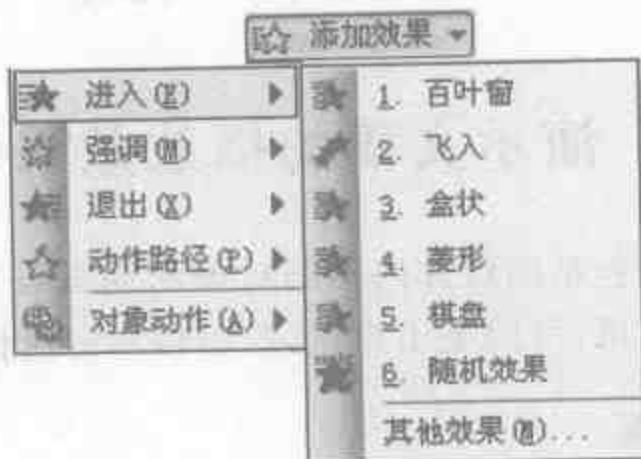 添加效果
进入(E)
强调(M)
退出(X)
动作路径(P)
对象动作(A)
1. 百叶窗
2. 飞入
3. 盒状
4. 菱形
5. 棋盘
6. 随机效果
其他效果(M)...